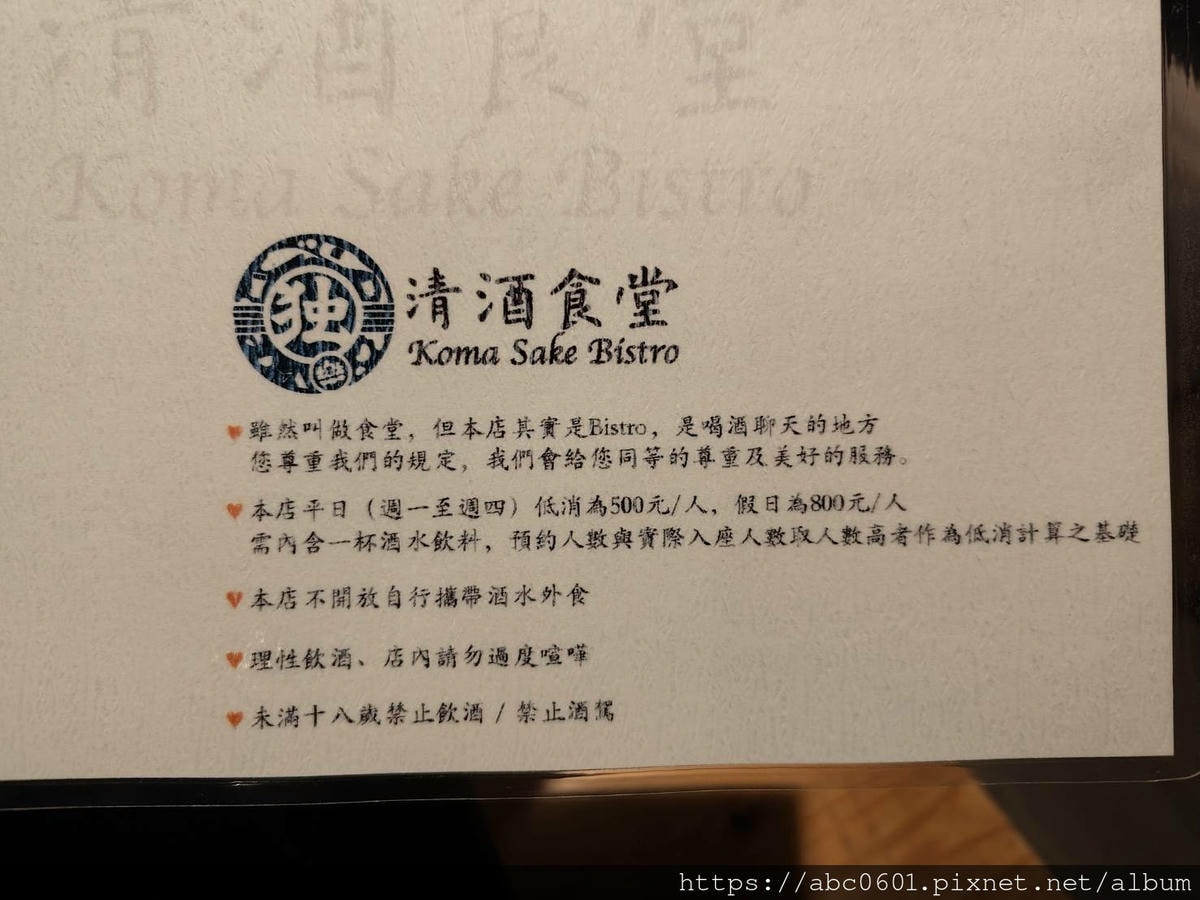 清酒食堂
Koma Sake Bistro
独
清酒食堂
Koma Sake Bistro
雖然叫做食堂，但本店其實是Bistro，是喝酒聊天的地方
您尊重我們的規定，我們會給您同等的尊重及美好的服務。
本店平日（週一至週四）低消為500元/人，假日為800元/人
需內含一杯酒水飲料，預約人數與實際入座人數取人數高者作為低消計算之基礎
本店不開放自行攜帶酒水外食
理性飲酒、店內請勿過度喧嘩
未滿十八歲禁止飲酒 / 禁止酒駕
https://abc0601.pixnet.net/album